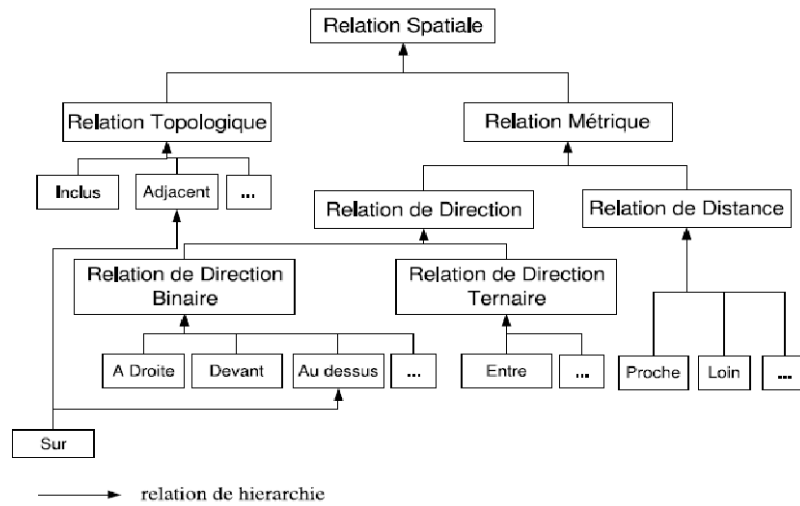 Relation Spatiale
Relation Topologique
Relation Métrique
Inclus
Adjacent
...
Relation de Direction
Relation de Distance
Relation de Direction
Binaire
Relation de Direction
Ternaire
A Droite
Devant
Au dessus
...
Entre
...
Proche
Loin
...
Sur
relation de hierarchie